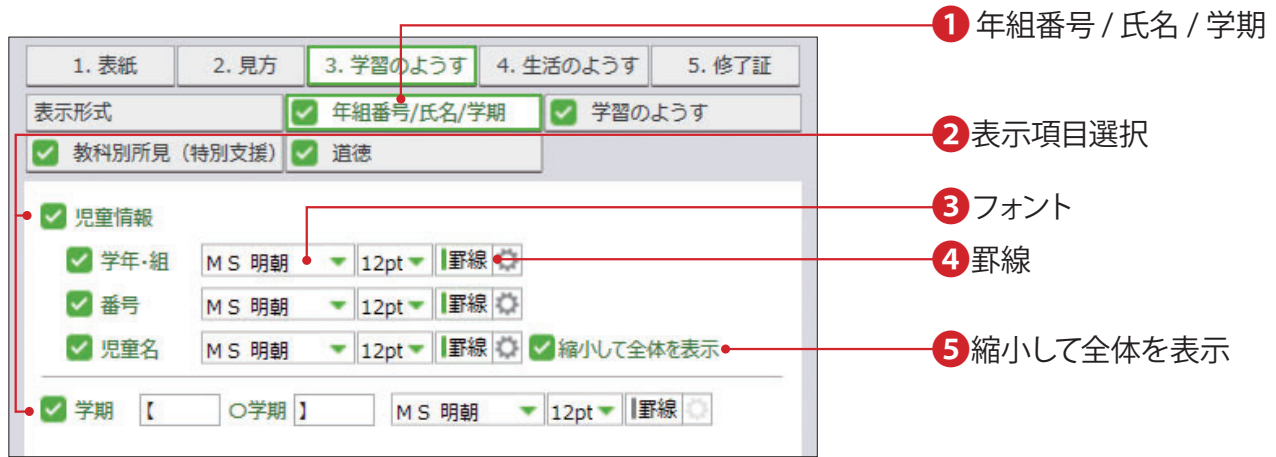 ❶ 年組番号 / 氏名 / 学期
1. 表紙 2. 見方 3. 学習のようす 4. 生活のようす 5. 修了証
表示形式 年組番号/氏名/学期 学習のようす
❷表示項目選択
教科別所見（特別支援） 道徳
児童情報
❸フォント
学年・組 ＭＳ 明朝 12pt 罫線
❹罫線
番号 ＭＳ 明朝 12pt 罫線
児童名 ＭＳ 明朝 12pt 罫線 縮小して全体を表示
❺縮小して全体を表示
学期 【 〇学期 】 ＭＳ 明朝 12pt 罫線